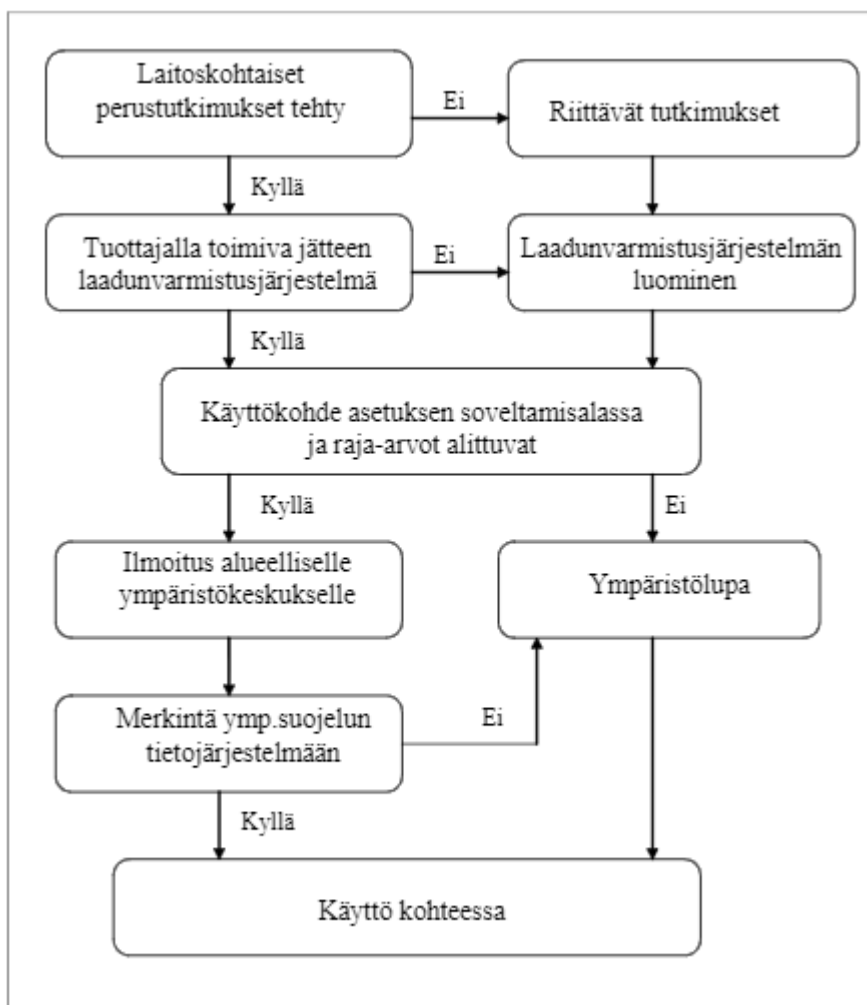 Laitoskohtaiset
perustutkimukset tehty
Ei
Riittävät tutkimukset
Kyllä
Tuottajalla toimiva jätteen
laadunvarmistusjärjestelmä
Ei
Laadunvarmistusjärjestelmän
luominen
Kyllä
Käyttökohde asetuksen soveltamisalassa
ja raja-arvot alittuvat
Kyllä
Ei
Ilmoitus alueelliselle
ympäristökeskukselle
Ympäristölupa
Merkintä ymp.suojelun
tietojärjestelmään
Ei
Kyllä
Käyttö kohteessa